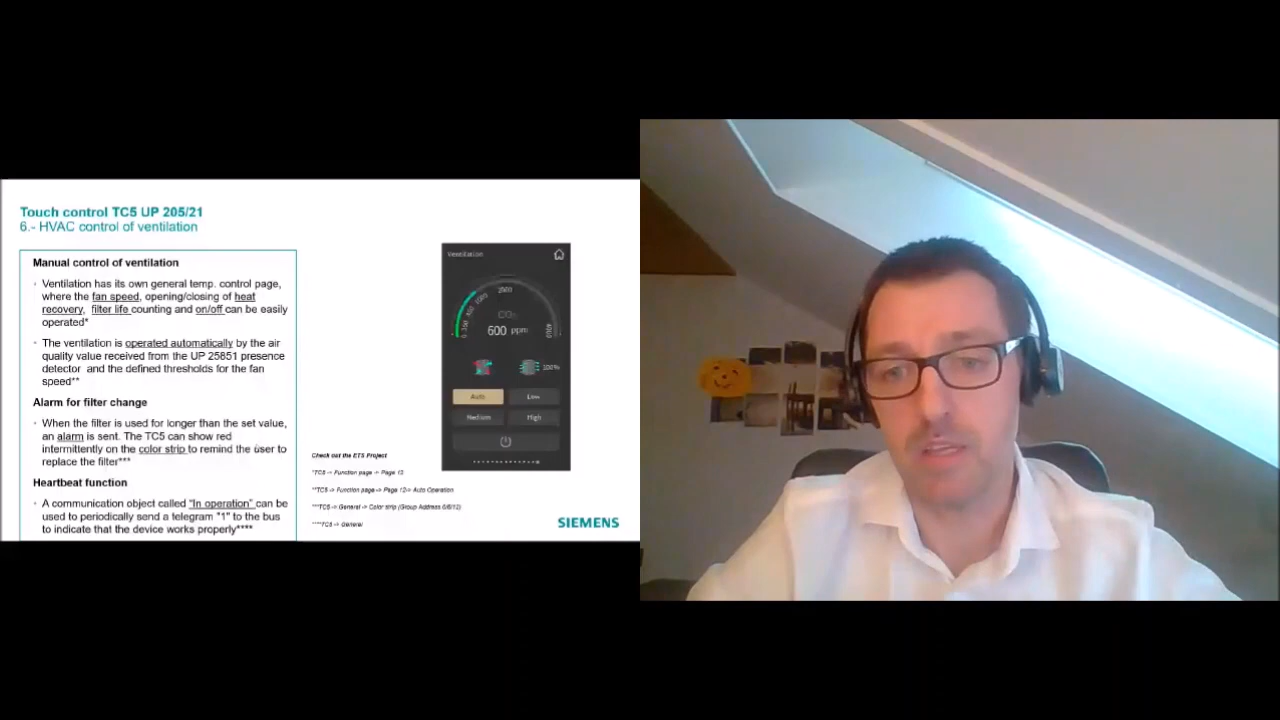 Touch control TC5 UP 205/21
6.- HVAC control of ventilation
Manual control of ventilation
Ventilation has its own general temp. control page,
where the fan speed, opening/closing of heat
recovery, filter life counting and on/off can be easily
operated*
The ventilation is operated automatically by the air
quality value received from the UP 258E51 presence
detector and the defined thresholds for the fan
speed**
Alarm for filter change
When the filter is used for longer than the set value,
an alarm is sent. The TC5 can show red
intermittently on the color strip to remind the user to
replace the filter***
Heartbeat function
A communication object called "In operation" can be
used to periodically send a telegram "1" to the bus
to indicate that the device works properly****
Check out the ETS Project
*TC5 -> Function page -> Page 12
**TC5 -> Function page -> Page 12-> Auto Operation
***TC5 -> General -> Color strip (Group Address 6/6/12)
****TC5 -> General
Ventilation
600 ppm
100%
Auto
Low
Medium
High
SIEMENS